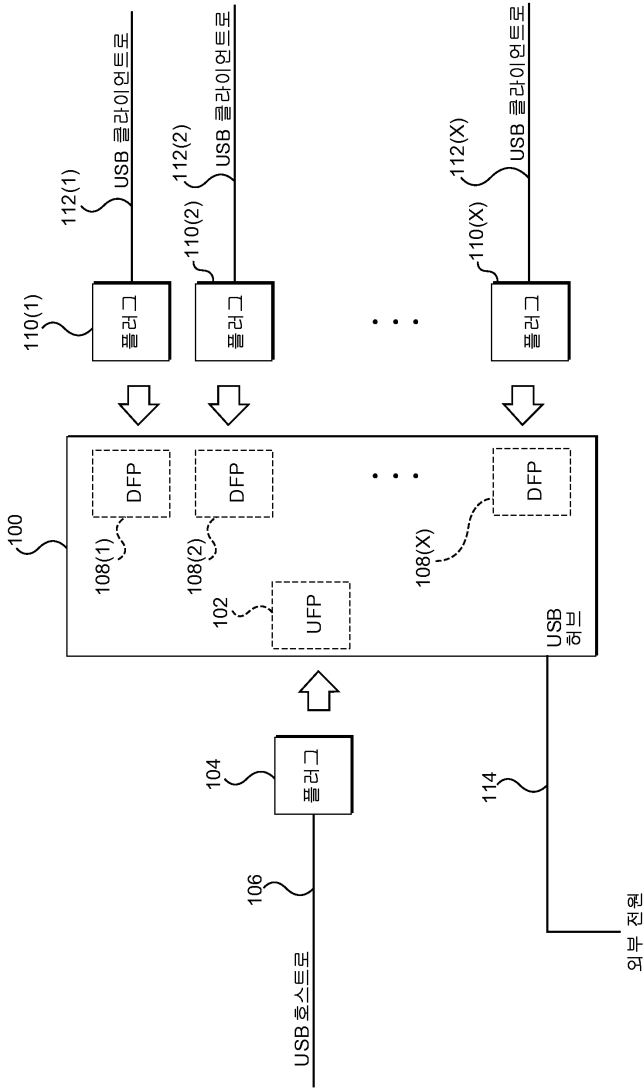 100
108(1)
DFP
108(2)
DFP
108(X)
DFP
102
UFP
USB
허브
110(1)
플러그
112(1)
USB 클라이언트로
110(2)
플러그
112(2)
USB 클라이언트로
110(X)
플러그
112(X)
USB 클라이언트로
104
플러그
106
USB 호스트로
114
외부 전원